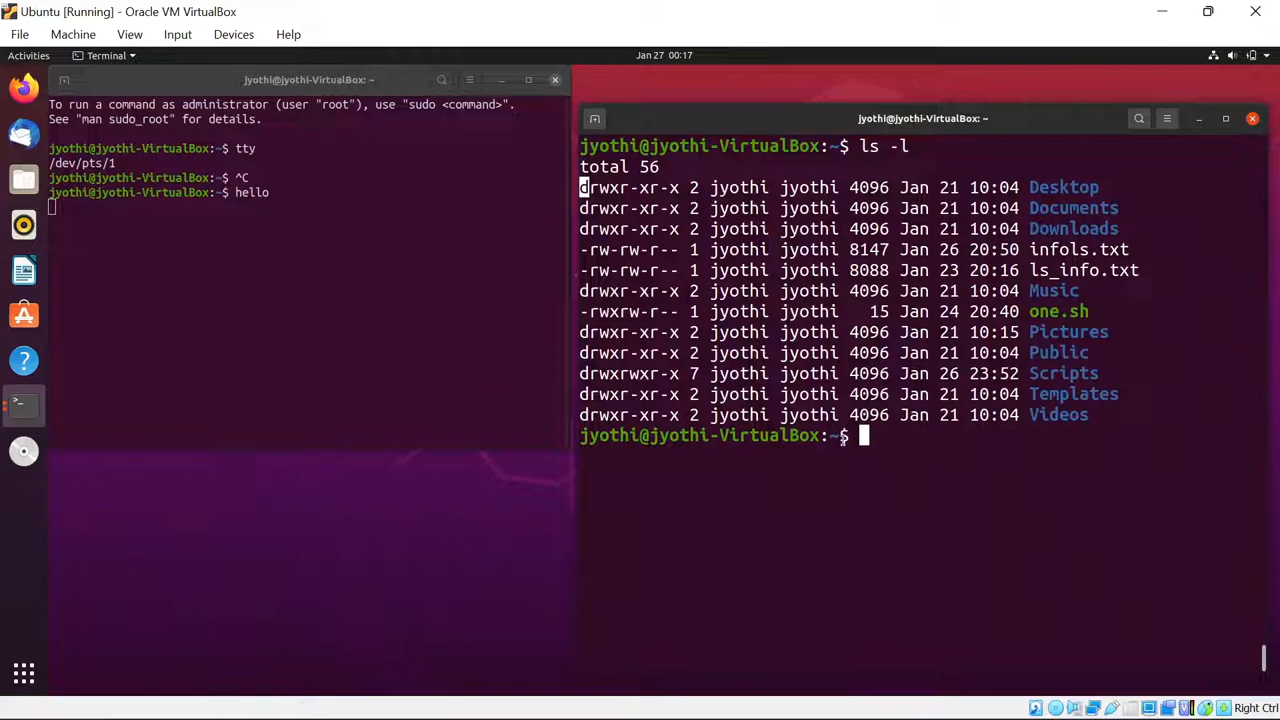 Ubuntu [Running] - Oracle VM VirtualBox
File Machine View Input Devices Help
Activities Terminal Jan 27 00:17
jyothi@jyothi-VirtualBox: ~
To run a command as administrator (user "root"), use "sudo <command>".
See "man sudo_root" for details.
jyothi@jyothi-VirtualBox:~$ tty
/dev/pts/1
jyothi@jyothi-VirtualBox:~$ ^C
jyothi@jyothi-VirtualBox:~$ hello
jyothi@jyothi-VirtualBox: ~
jyothi@jyothi-VirtualBox:~$ ls -l
total 56
drwxr-xr-x 2 jyothi jyothi 4096 Jan 21 10:04 Desktop
drwxr-xr-x 2 jyothi jyothi 4096 Jan 21 10:04 Documents
drwxr-xr-x 2 jyothi jyothi 4096 Jan 21 10:04 Downloads
-rw-rw-r-- 1 jyothi jyothi 8147 Jan 26 20:50 infols.txt
-rw-rw-r-- 1 jyothi jyothi 8088 Jan 23 20:16 ls_info.txt
drwxr-xr-x 2 jyothi jyothi 4096 Jan 21 10:04 Music
-rwxrw-r-- 1 jyothi jyothi   15 Jan 24 20:40 one.sh
drwxr-xr-x 2 jyothi jyothi 4096 Jan 21 10:15 Pictures
drwxr-xr-x 2 jyothi jyothi 4096 Jan 21 10:04 Public
drwxrwxr-x 7 jyothi jyothi 4096 Jan 26 23:52 Scripts
drwxr-xr-x 2 jyothi jyothi 4096 Jan 21 10:04 Templates
drwxr-xr-x 2 jyothi jyothi 4096 Jan 21 10:04 Videos
jyothi@jyothi-VirtualBox:~$
Right Ctrl